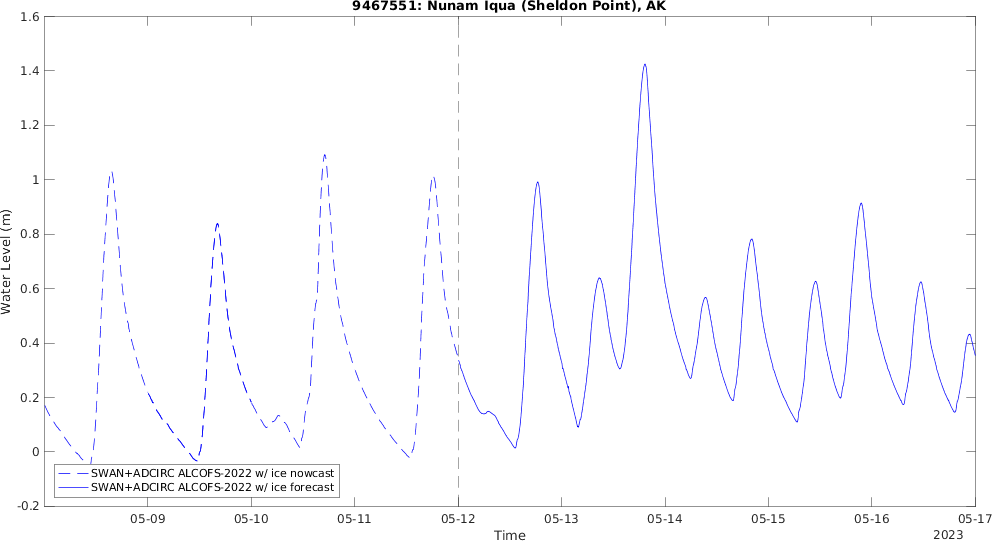 9467551: Nunam Iqua (Sheldon Point), AK
1.6
1.4
1.2
1
0.8
0.6
0.4
0.2
0
-0.2
Water Level (m)
SWAN+ADCIRC ALCOFS-2022 w/ ice nowcast
SWAN+ADCIRC ALCOFS-2022 w/ ice forecast
05-09 05-10 05-11 05-12 05-13 05-14 05-15 05-16 05-17
Time
2023